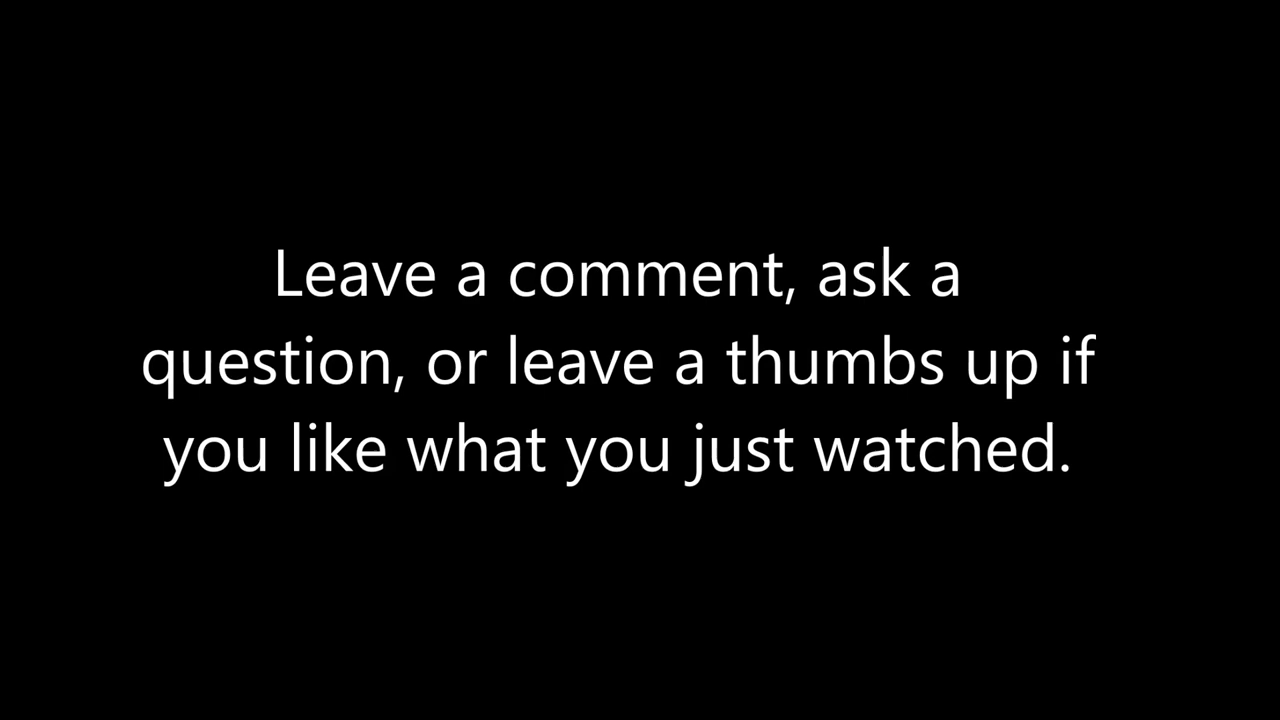 Leave a comment, ask a
question, or leave a thumbs up if
you like what you just watched.